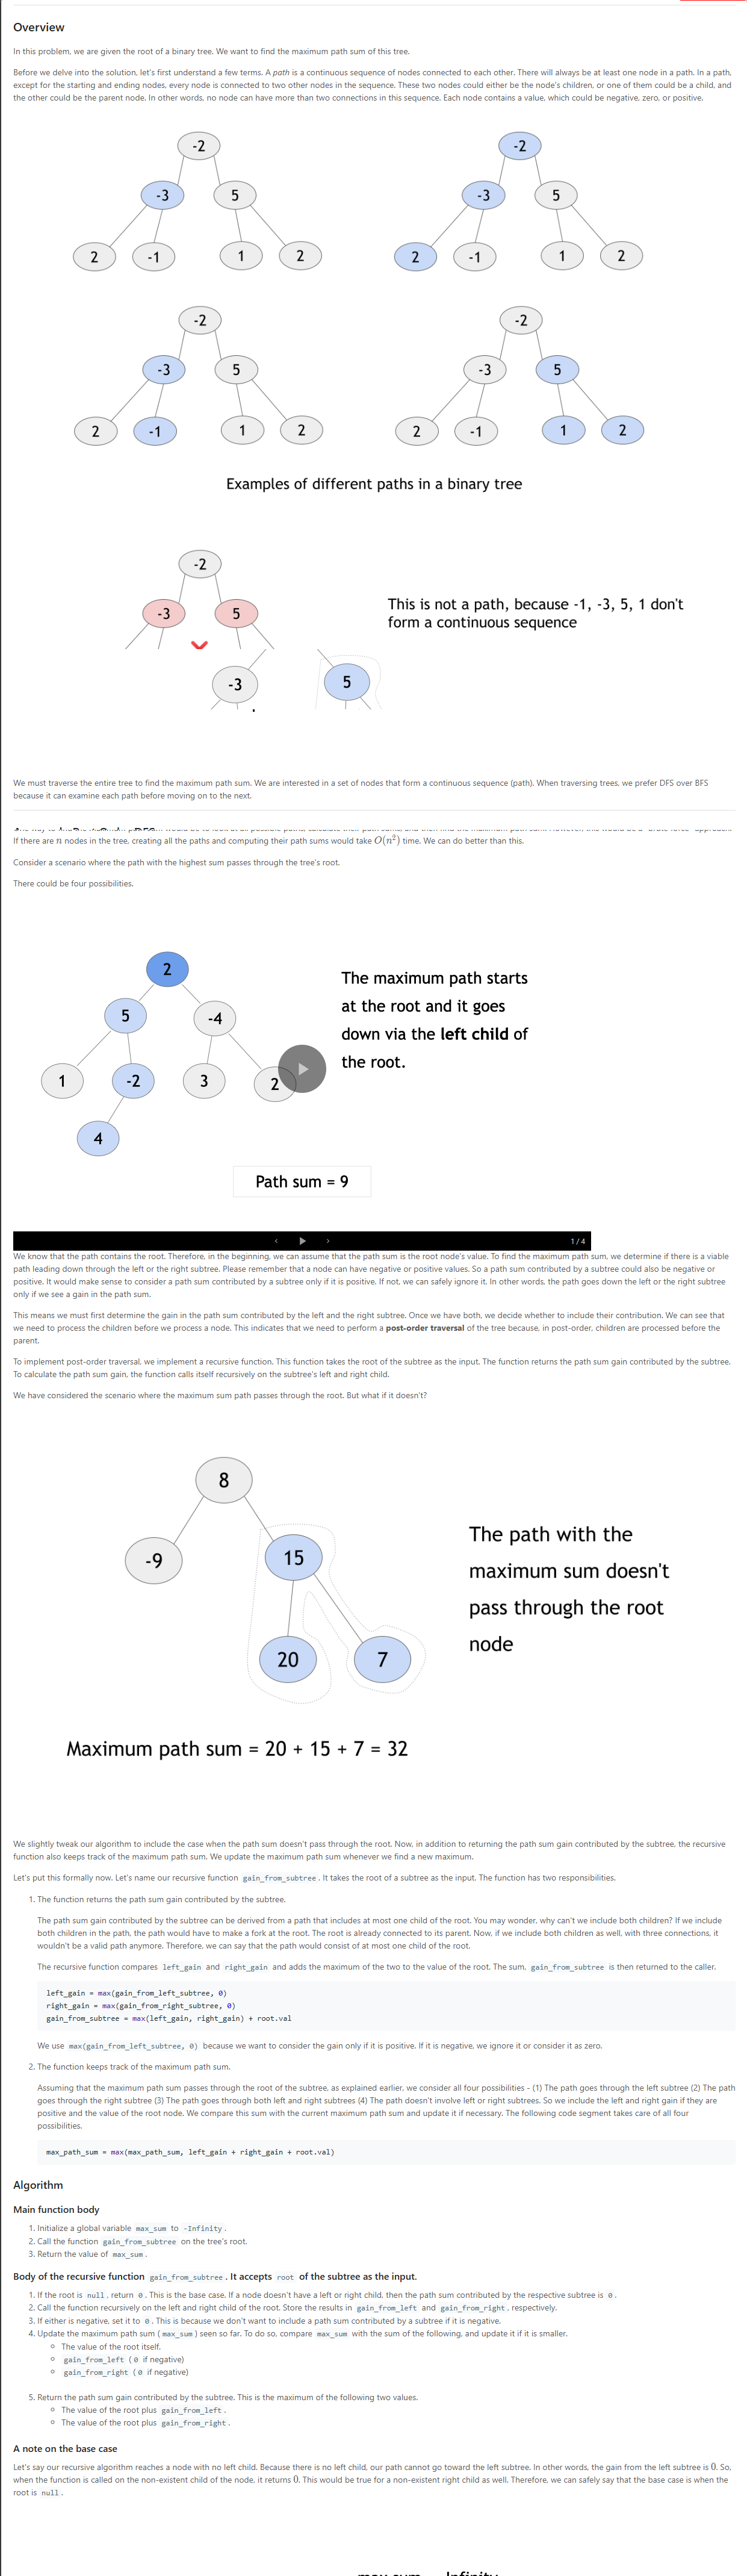 Overview
In this problem, we are given the root of a binary tree. We want to find the maximum path sum of this tree.
Before we delve into the solution, let's first understand a few terms. A path is a continuous sequence of nodes connected to each other. There will always be at least one node in a path. In a path,
except for the starting and ending nodes, every node is connected to two other nodes in the sequence. These two nodes could either be the node's children, or one of them could be a child, and
the other could be the parent node. In other words, no node can have more than two connections in this sequence. Each node contains a value, which could be negative, zero, or positive.
-2 -2
-3 5 -3 5
2 -1 1 2 2 -1 1 2
-2 -2
-3 5 -3 5
2 -1 1 2 2 -1 1 2
Examples of different paths in a binary tree
-2
-3 5
This is not a path, because -1, -3, 5, 1 don't
form a continuous sequence
-3 5
We must traverse the entire tree to find the maximum path sum. We are interested in a set of nodes that form a continuous sequence (path). When traversing trees, we prefer DFS over BFS
because it can examine each path before moving on to the next.
If there are n nodes in the tree, creating all the paths and computing their path sums would take O(n²) time. We can do better than this.
Consider a scenario where the path with the highest sum passes through the tree's root.
There could be four possibilities.
2
5 -4
1 -2 3 2
4
The maximum path starts
at the root and it goes
down via the left child of
the root.
Path sum = 9
‹ › 1 / 4
We know that the path contains the root. Therefore, in the beginning, we can assume that the path sum is the root node's value. To find the maximum path sum, we determine if there is a viable
path leading down through the left or the right subtree. Please remember that a node can have negative or positive values. So a path sum contributed by a subtree could also be negative or
positive. It would make sense to consider a path sum contributed by a subtree only if it is positive. If not, we can safely ignore it. In other words, the path goes down the left or the right subtree
only if we see a gain in the path sum.
This means we must first determine the gain in the path sum contributed by the left and the right subtree. Once we have both, we decide whether to include their contribution. We can see that
we need to process the children before we process a node. This indicates that we need to perform a post-order traversal of the tree because, in post-order, children are processed before the
parent.
To implement post-order traversal, we implement a recursive function. This function takes the root of the subtree as the input. The function returns the path sum gain contributed by the subtree.
To calculate the path sum gain, the function calls itself recursively on the subtree's left and right child.
We have considered the scenario where the maximum sum path passes through the root. But what if it doesn't?
8
-9 15
20 7
The path with the
maximum sum doesn't
pass through the root
node
Maximum path sum = 20 + 15 + 7 = 32
We slightly tweak our algorithm to include the case when the path sum doesn't pass through the root. Now, in addition to returning the path sum gain contributed by the subtree, the recursive
function also keeps track of the maximum path sum. We update the maximum path sum whenever we find a new maximum.
Let's put this formally now. Let's name our recursive function gain_from_subtree. It takes the root of a subtree as the input. The function has two responsibilities.
1. The function returns the path sum gain contributed by the subtree.
The path sum gain contributed by the subtree can be derived from a path that includes at most one child of the root. You may wonder, why can't we include both children? If we include
both children in the path, the path would have to make a fork at the root. The root is already connected to its parent. Now, if we include both children as well, with three connections, it
wouldn't be a valid path anymore. Therefore, we can say that the path would consist of at most one child of the root.
The recursive function compares left_gain and right_gain and adds the maximum of the two to the value of the root. The sum, gain_from_subtree is then returned to the caller.
left_gain = max(gain_from_left_subtree, 0)
right_gain = max(gain_from_right_subtree, 0)
gain_from_subtree = max(left_gain, right_gain) + root.val
We use max(gain_from_left_subtree, 0) because we want to consider the gain only if it is positive. If it is negative, we ignore it or consider it as zero.
2. The function keeps track of the maximum path sum.
Assuming that the maximum path sum passes through the root of the subtree, as explained earlier, we consider all four possibilities - (1) The path goes through the left subtree (2) The path
goes through the right subtree (3) The path goes through both left and right subtrees (4) The path doesn't involve left or right subtrees. So we include the left and right gain if they are
positive and the value of the root node. We compare this sum with the current maximum path sum and update it if necessary. The following code segment takes care of all four
possibilities.
max_path_sum = max(max_path_sum, left_gain + right_gain + root.val)
Algorithm
Main function body
1. Initialize a global variable max_sum to -Infinity.
2. Call the function gain_from_subtree on the tree's root.
3. Return the value of max_sum.
Body of the recursive function gain_from_subtree. It accepts root of the subtree as the input.
1. If the root is null, return 0. This is the base case. If a node doesn't have a left or right child, then the path sum contributed by the respective subtree is 0.
2. Call the function recursively on the left and right child of the root. Store the results in gain_from_left and gain_from_right, respectively.
3. If either is negative, set it to 0. This is because we don't want to include a path sum contributed by a subtree if it is negative.
4. Update the maximum path sum (max_sum) seen so far. To do so, compare max_sum with the sum of the following, and update it if it is smaller.
The value of the root itself.
gain_from_left (0 if negative)
gain_from_right (0 if negative)
5. Return the path sum gain contributed by the subtree. This is the maximum of the following two values.
The value of the root plus gain_from_left.
The value of the root plus gain_from_right.
A note on the base case
Let's say our recursive algorithm reaches a node with no left child. Because there is no left child, our path cannot go toward the left subtree. In other words, the gain from the left subtree is 0. So,
when the function is called on the non-existent child of the node, it returns 0. This would be true for a non-existent right child as well. Therefore, we can safely say that the base case is when the
root is null.